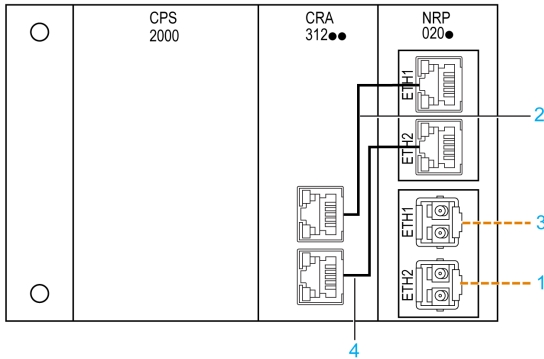 CPS
2000
CRA
312●●
NRP
020●
ETH1
ETH2
2
ETH1
3
ETH2
1
4